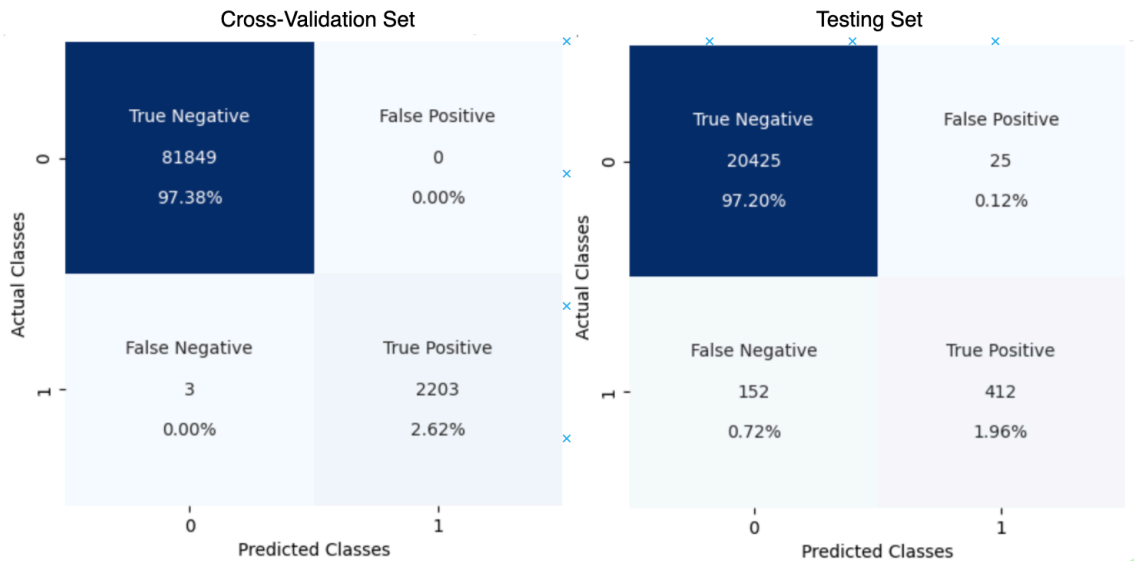 Cross-Validation Set
True Negative
81849
97.38%
False Positive
0
0.00%
False Negative
3
0.00%
True Positive
2203
2.62%
0
1
Actual Classes
0
1
Predicted Classes
Testing Set
True Negative
20425
97.20%
False Positive
25
0.12%
False Negative
152
0.72%
True Positive
412
1.96%
0
1
Actual Classes
0
1
Predicted Classes